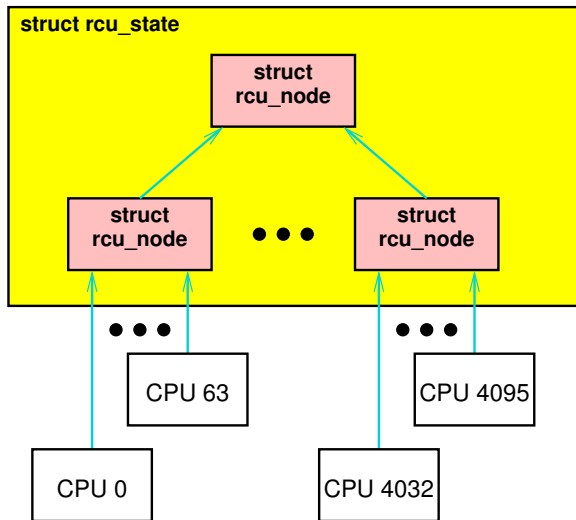 struct rcu_state
struct
rcu_node
struct
rcu_node
struct
rcu_node
CPU 63
CPU 4095
CPU 0
CPU 4032